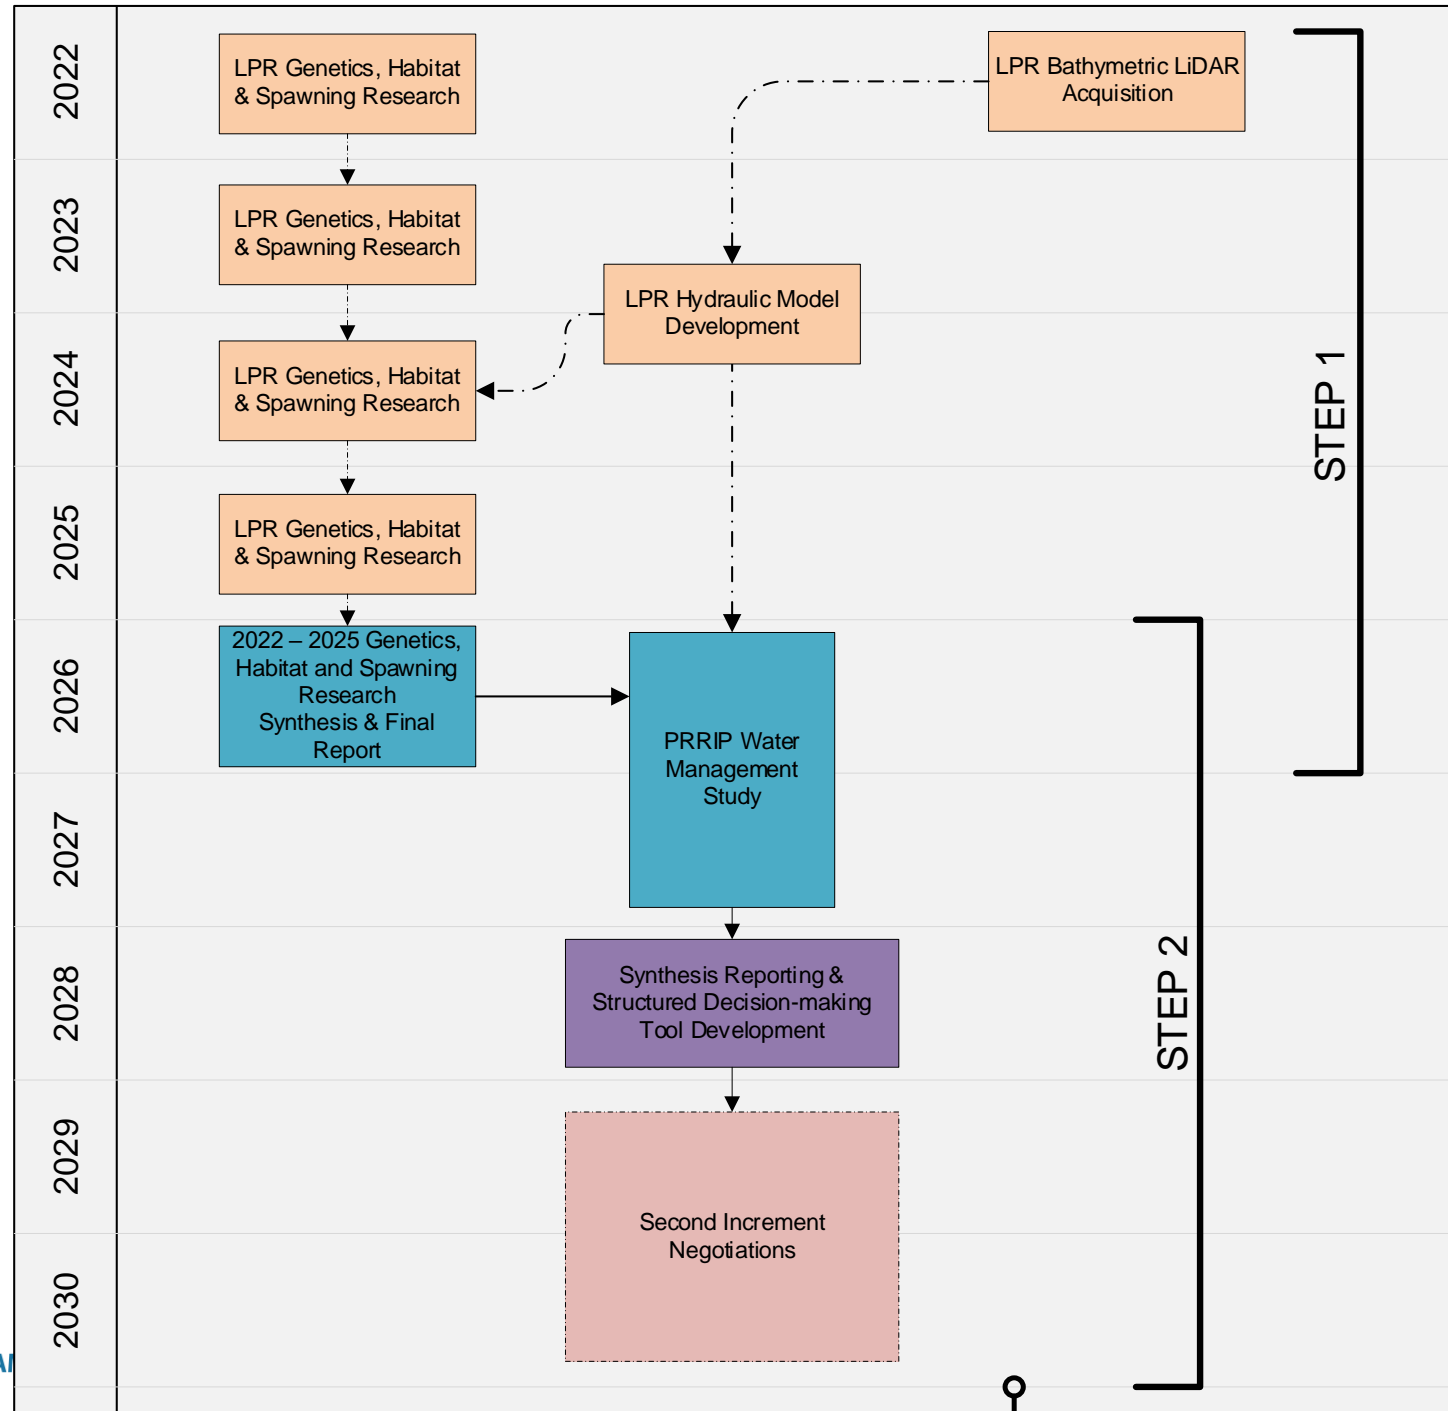 2022
LPR Genetics, Habitat
& Spawning Research
LPR Bathymetric LiDAR
Acquisition
2023
LPR Genetics, Habitat
& Spawning Research
LPR Hydraulic Model
Development
2024
LPR Genetics, Habitat
& Spawning Research
STEP 1
2025
LPR Genetics, Habitat
& Spawning Research
2026
2022 – 2025 Genetics,
Habitat and Spawning
Research
Synthesis & Final
Report
PRRIP Water
Management
Study
2027
2028
Synthesis Reporting &
Structured Decision-making
Tool Development
STEP 2
2029
Second Increment
Negotiations
2030